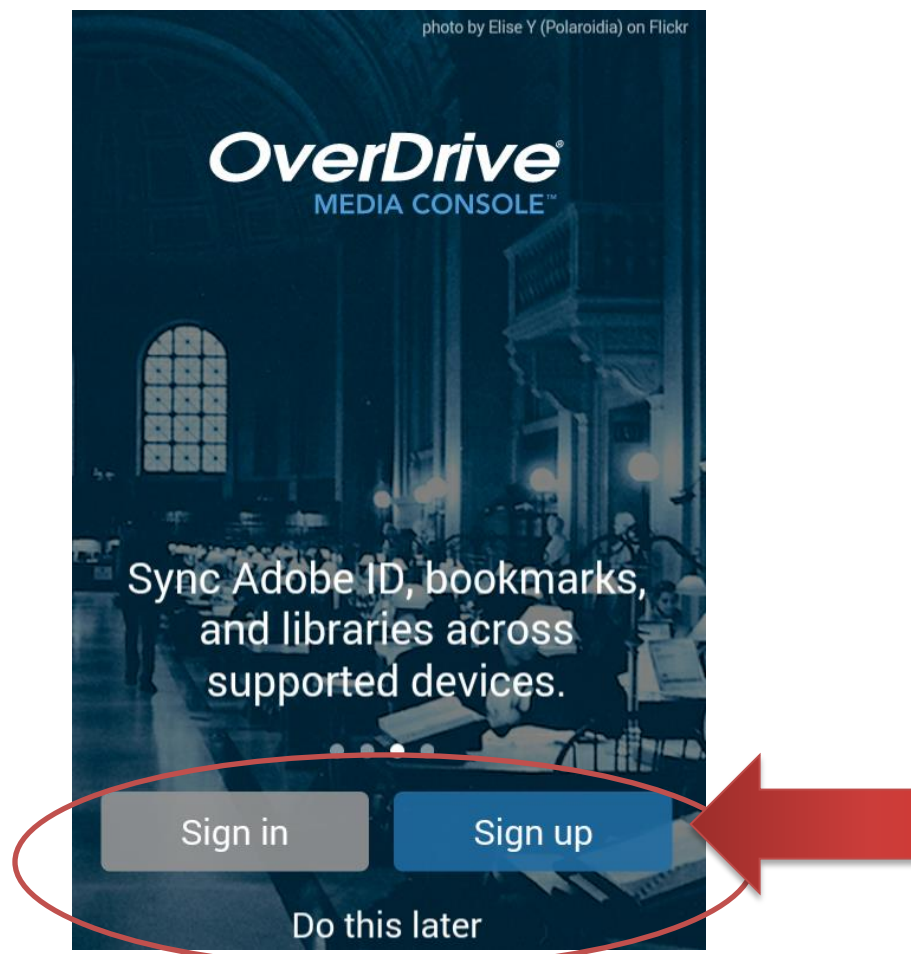 photo by Elise Y (Polaroidia) on Flickr
OverDrive®
MEDIA CONSOLE™
Sync Adobe ID, bookmarks,
and libraries across
supported devices.
Sign in Sign up
Do this later